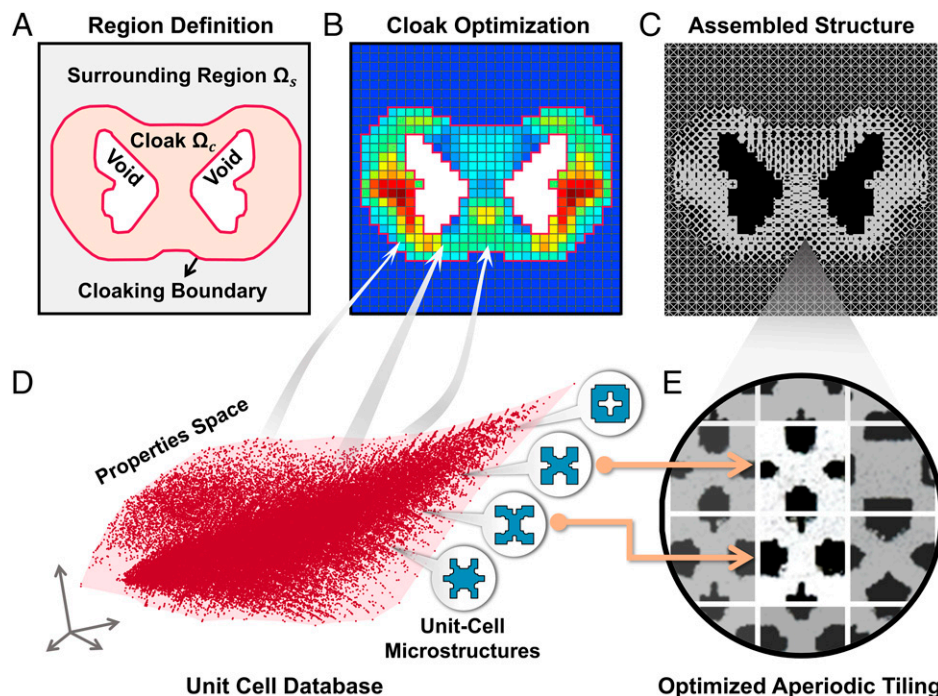 A
Region Definition
B
Cloak Optimization
C
Assembled Structure
Surrounding Region Ωₛ
Cloak Ω꜀
Void
Void
Cloaking Boundary
D
Properties Space
E
Unit-Cell
Microstructures
Unit Cell Database
Optimized Aperiodic Tiling